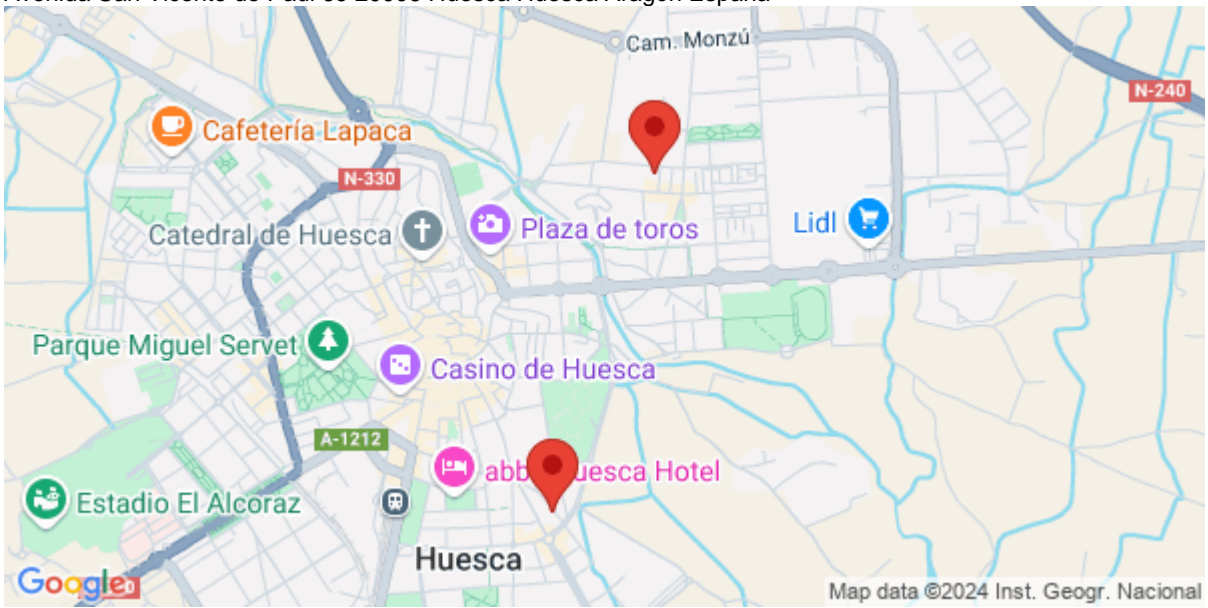 Cam. Monzú
N-240
Cafetería Lapaca
N-330
Catedral de Huesca
Plaza de toros
Lidl
Parque Miguel Servet
Casino de Huesca
A-1212
Huesca Hotel
Estadio El Alcoraz
Huesca
Google
Map data ©2024 Inst. Geogr. Nacional